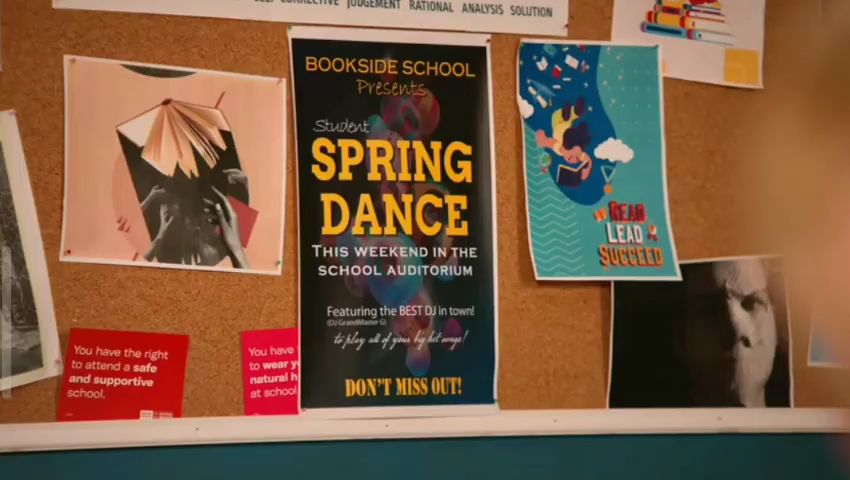 CORRECTIVE JUDGEMENT RATIONAL ANALYSIS SOLUTION
BOOKSIDE SCHOOL
Presents
Student
SPRING
DANCE
THIS WEEKEND IN THE
SCHOOL AUDITORIUM
Featuring the BEST DJ in town!
(DJ GrandMaster G)
to play all of your big hit songs!
DON'T MISS OUT!
READ
LEAD
SUCCEED
You have the right
to attend a safe
and supportive
school.
You have
to wear y
natural h
at school